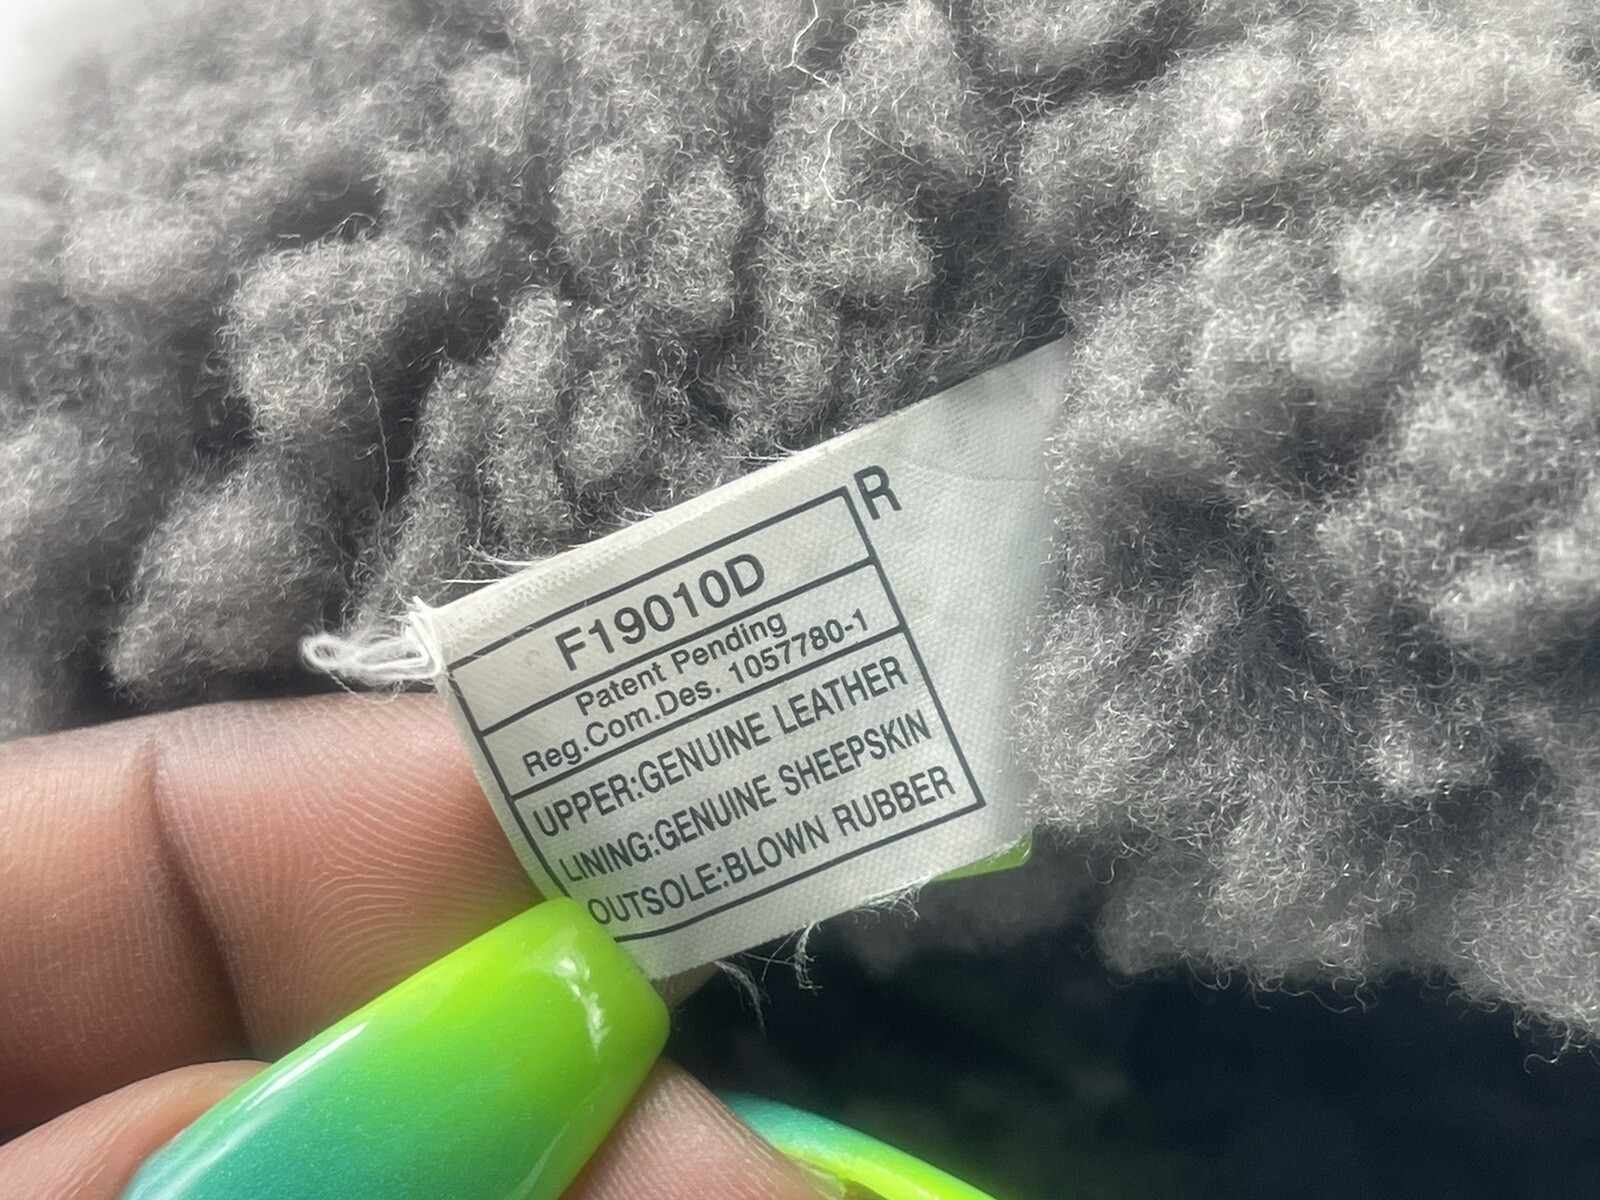 R
F19010D
Patent Pending
Reg.Com.Des. 1057780-1
UPPER:GENUINE LEATHER
LINING:GENUINE SHEEPSKIN
OUTSOLE:BLOWN RUBBER